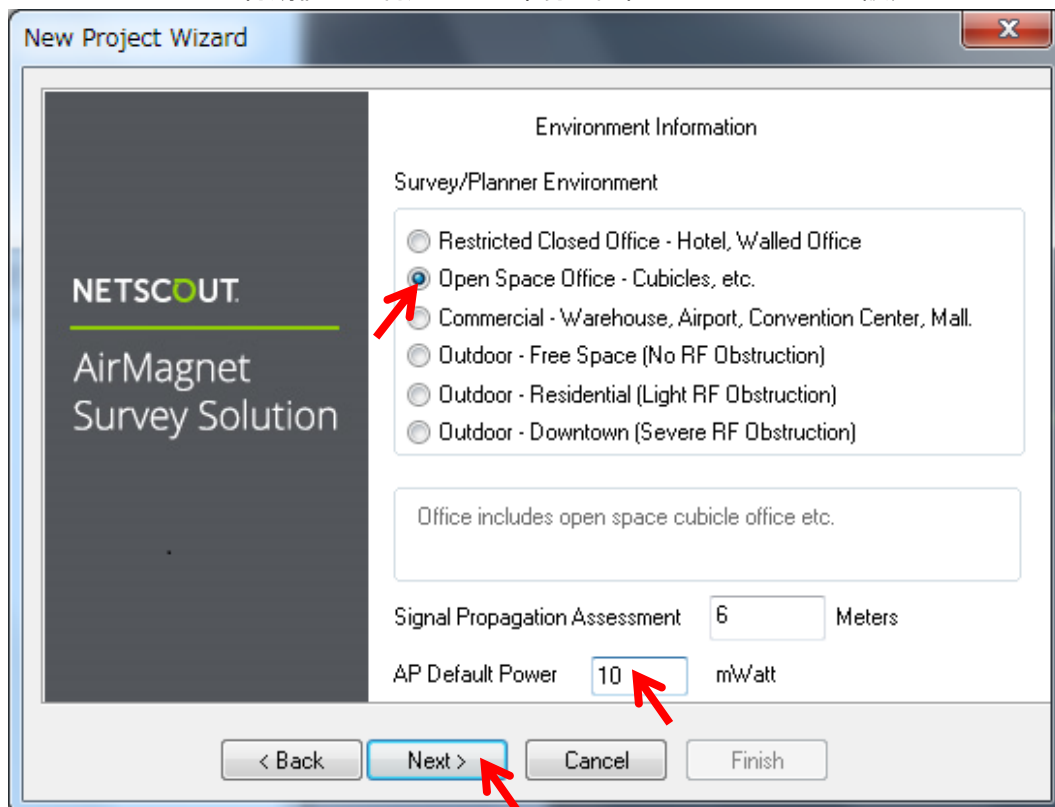 New Project Wizard
Environment Information
Survey/Planner Environment
Restricted Closed Office - Hotel, Walled Office
Open Space Office - Cubicles, etc.
Commercial - Warehouse, Airport, Convention Center, Mall.
Outdoor - Free Space (No RF Obstruction)
Outdoor - Residential (Light RF Obstruction)
Outdoor - Downtown (Severe RF Obstruction)
NETSCOUT.
AirMagnet
Survey Solution
Office includes open space cubicle office etc.
Signal Propagation Assessment 6 Meters
AP Default Power 10 mWatt
< Back Next > Cancel Finish